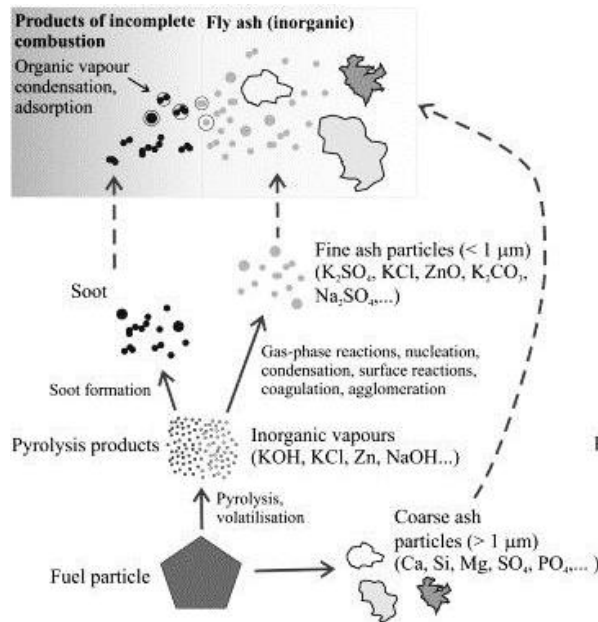 Products of incomplete
combustion
Fly ash (inorganic)
Organic vapour
condensation,
adsorption
Fine ash particles (< 1 μm)
(K₂SO₄, KCl, ZnO, K₂CO₃,
Na₂SO₄,...)
Soot
Gas-phase reactions, nucleation,
condensation, surface reactions,
coagulation, agglomeration
Soot formation
Pyrolysis products
Inorganic vapours
(KOH, KCl, Zn, NaOH...)
Pyrolysis,
volatilisation
Coarse ash
particles (> 1 μm)
(Ca, Si, Mg, SO₄, PO₄,... )
Fuel particle